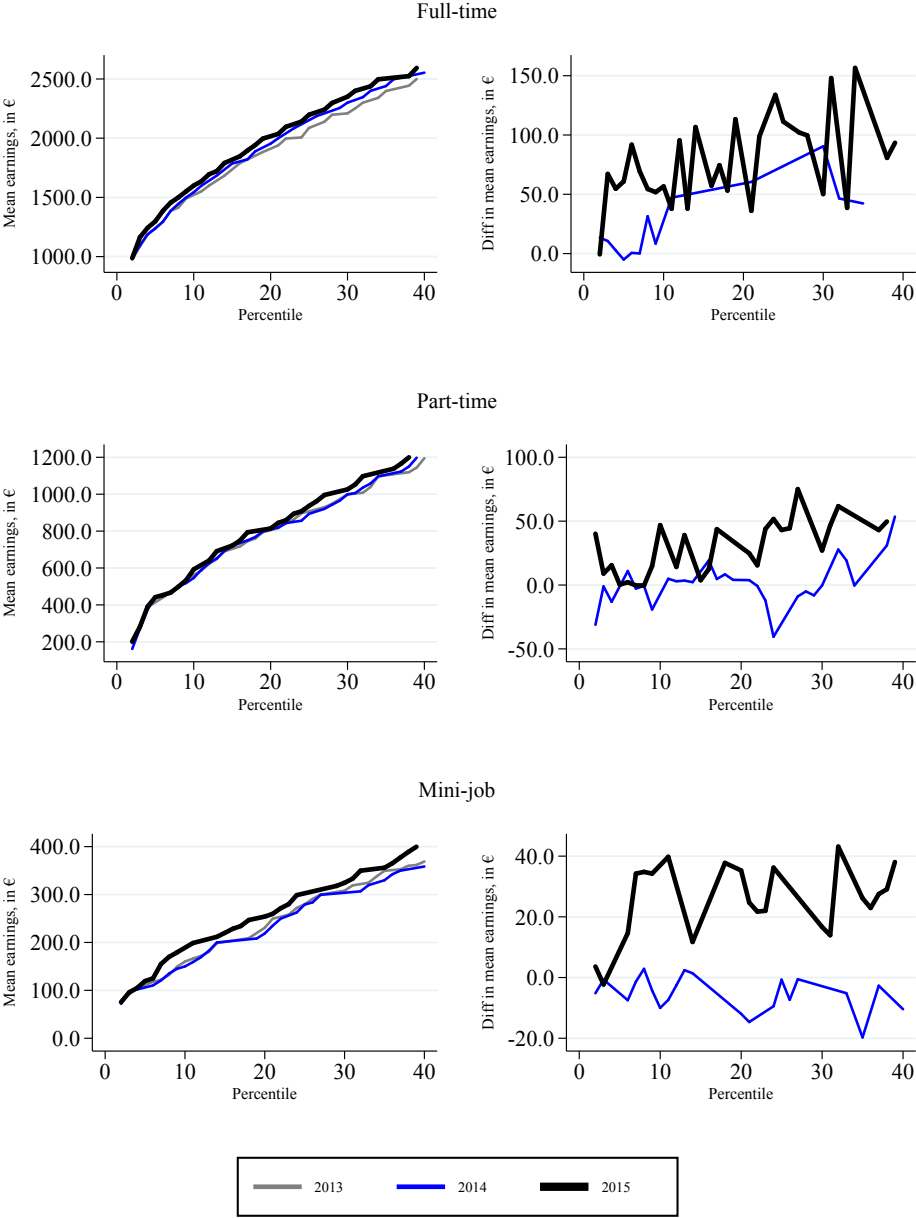 Full-time
Mean earnings, in €
2500.0
2000.0
1500.0
1000.0
0 10 20 30 40
Percentile
Diff in mean earnings, in €
150.0
100.0
50.0
0.0
0 10 20 30 40
Percentile
Part-time
Mean earnings, in €
1200.0
1000.0
800.0
600.0
400.0
200.0
0 10 20 30 40
Percentile
Diff in mean earnings, in €
100.0
50.0
0.0
-50.0
0 10 20 30 40
Percentile
Mini-job
Mean earnings, in €
400.0
300.0
200.0
100.0
0.0
0 10 20 30 40
Percentile
Diff in mean earnings, in €
40.0
20.0
0.0
-20.0
0 10 20 30 40
Percentile
2013 2014 2015